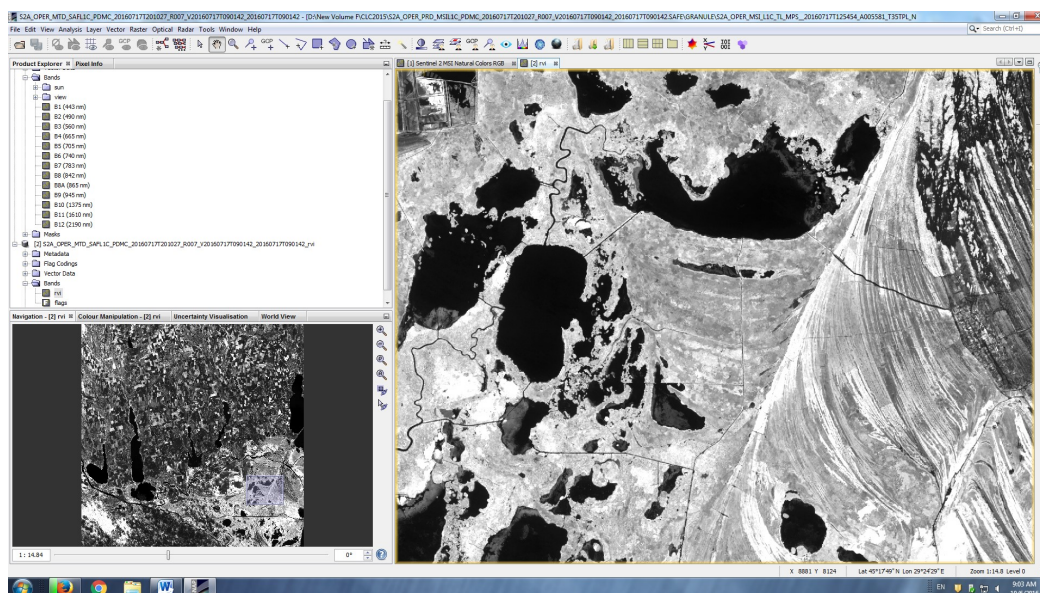 S2A_OPER_MTD_SAFL1C_PDMC_20160717T201027_R007_V20160717T090142_20160717T090142 - [D:\New Volume F\CLC2015\S2A_OPER_PRD_MSIL1C_PDMC_20160717T201027_R007_V20160717T090142_20160717T090142.SAFE\GRANULE\S2A_OPER_MSI_L1C_TL_MPS__20160717T125454_A005581_T35TPL_N
File Edit View Analysis Layer Vector Raster Optical Radar Tools Window Help
Search (Ctrl+I)
GCP
GCP
GCP
Product Explorer Pixel Info
[1] Sentinel 2 MSI Natural Colors RGB [2] rvi
Bands
sun
view
B1 (443 nm)
B2 (490 nm)
B3 (560 nm)
B4 (665 nm)
B5 (705 nm)
B6 (740 nm)
B7 (783 nm)
B8 (842 nm)
B8A (865 nm)
B9 (945 nm)
B10 (1375 nm)
B11 (1610 nm)
B12 (2190 nm)
Masks
[2] S2A_OPER_MTD_SAFL1C_PDMC_20160717T201027_R007_V20160717T090142_20160717T090142_rvi
Metadata
Flag Codings
Vector Data
Bands
rvi
flags
Navigation - [2] rvi Colour Manipulation - [2] rvi Uncertainty Visualisation World View
1: 14.84
0°
X 8881 Y 8124 Lat 45°17'49" N Lon 29°24'29" E Zoom 1:14.8 Level 0
EN
9:03 AM